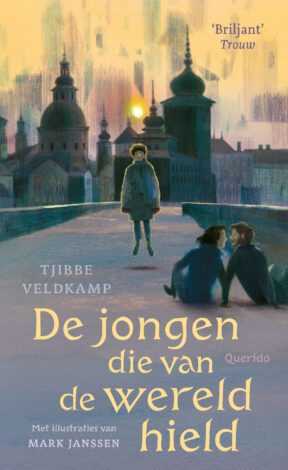 ‘Briljant’
Trouw
TJIBBE
VELDKAMP
De jongen
die van
Querido
de wereld
Met illustraties van
MARK JANSSEN
hield